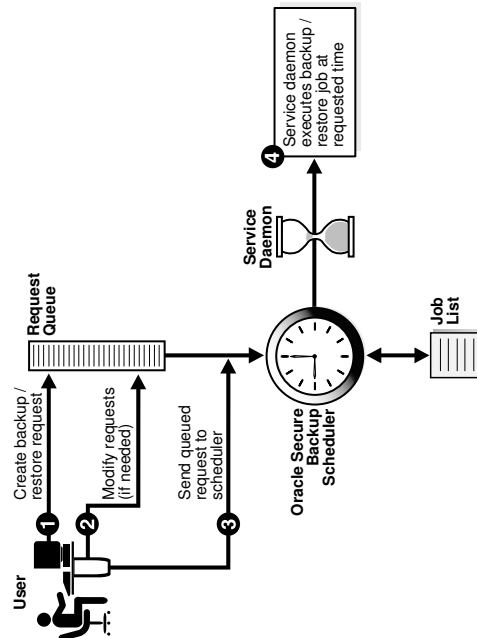 User
1
Create backup /
restore request
2
Modify requests
(if needed)
3
Send queued
request to
scheduler
Request
Queue
Oracle Secure
Backup
Scheduler
Job
List
Service
Daemon
4
Service daemon
executes backup /
restore job at
requested time